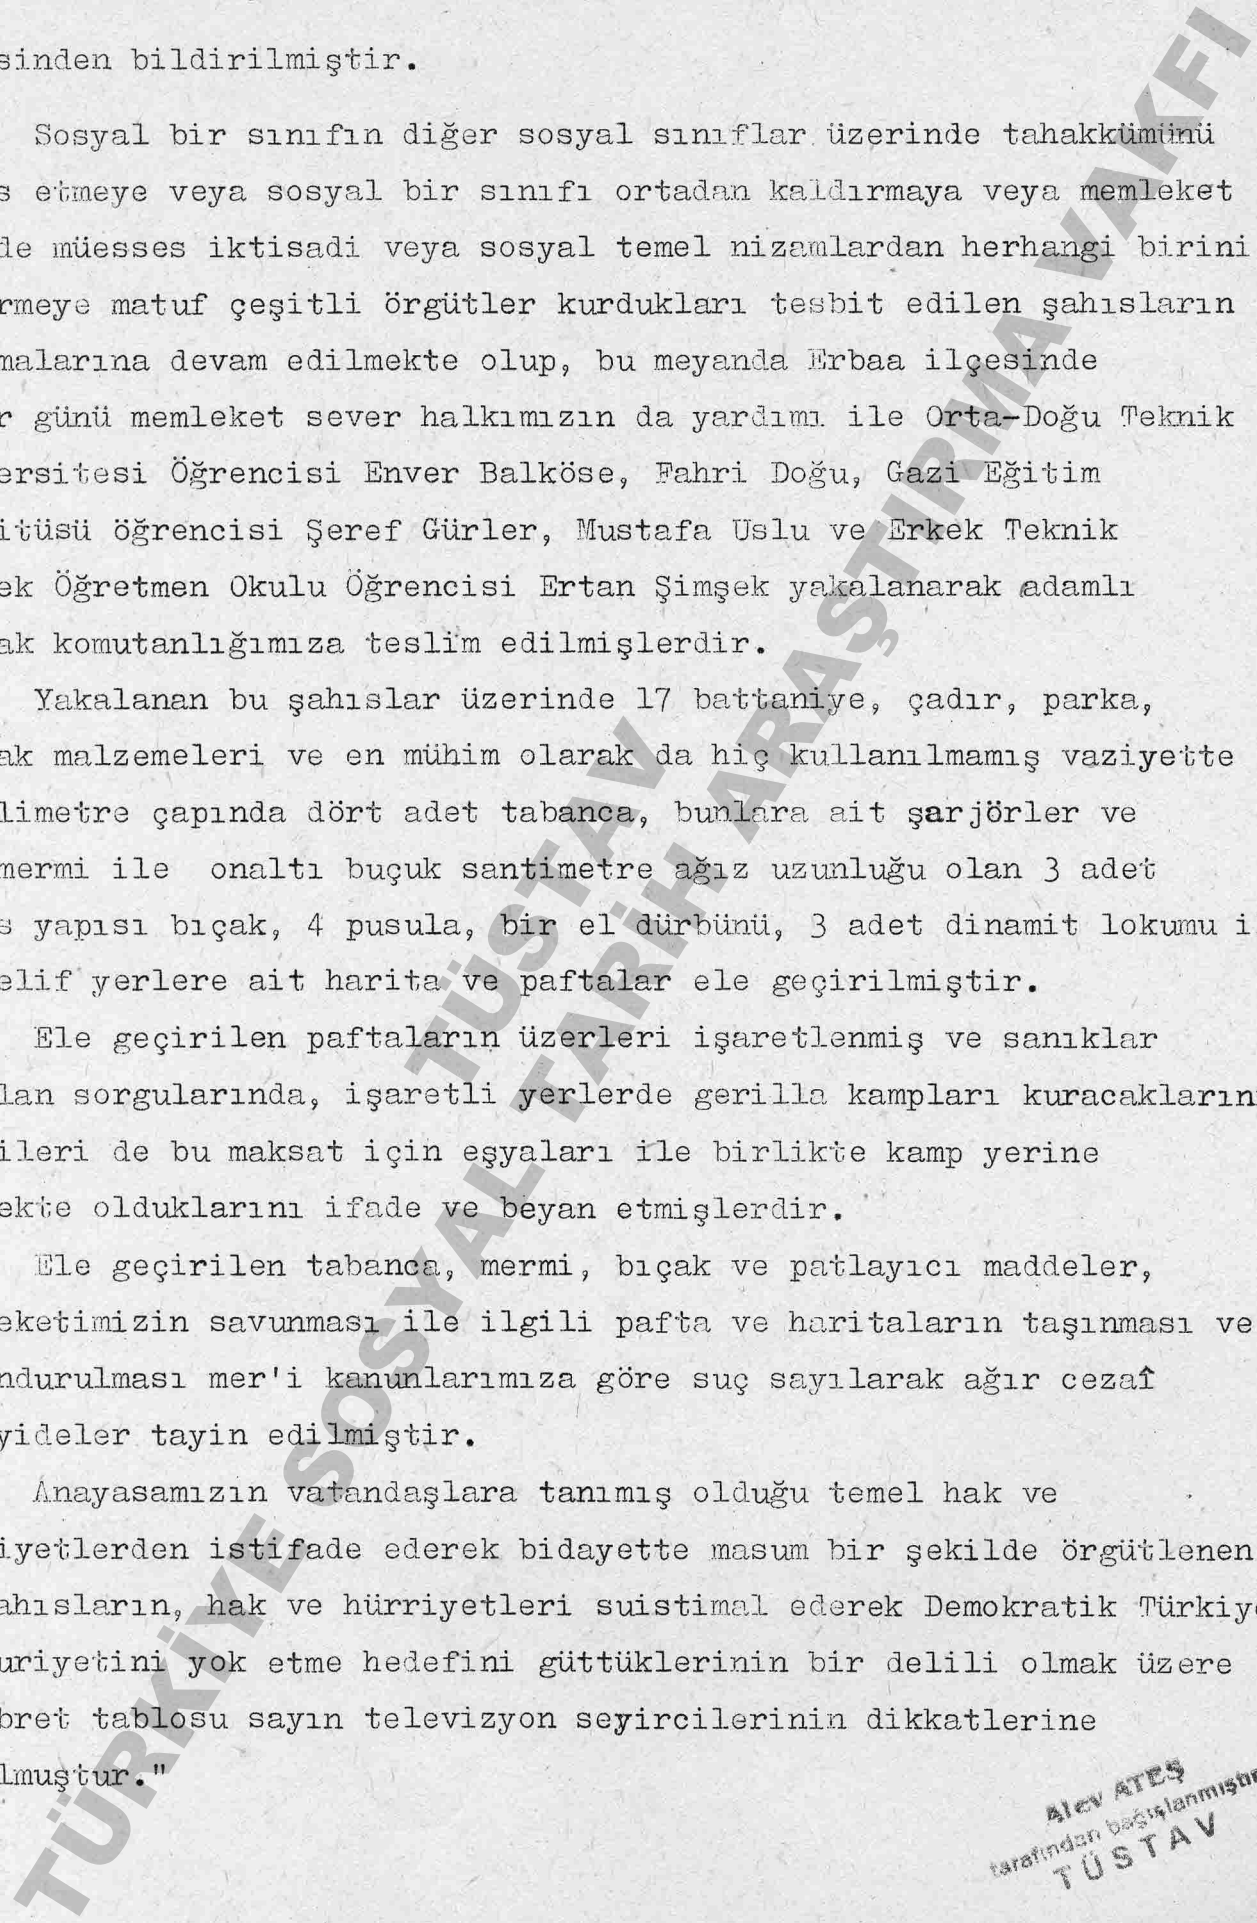 sinden bildirilmiştir.
Sosyal bir sınıfın diğer sosyal sınıflar üzerinde tahakkümünü
s etmeye veya sosyal bir sınıfı ortadan kaldırmaya veya memleket
de müesses iktisadi veya sosyal temel nizamlardan herhangi birini
rmeye matuf çeşitli örgütler kurdukları tesbit edilen şahısların
malarına devam edilmekte olup, bu meyanda Erbaa ilçesinde
r günü memleket sever halkımızın da yardımı ile Orta-Doğu Teknik
ersitesi Öğrencisi Enver Balköse, Fahri Doğu, Gazi Eğitim
itüsü öğrencisi Şeref Gürler, Mustafa Uslu ve Erkek Teknik
ek Öğretmen Okulu Öğrencisi Ertan Şimşek yakalanarak adamlı
ak komutanlığımıza teslim edilmişlerdir.
Yakalanan bu şahıslar üzerinde 17 battaniye, çadır, parka,
ak malzemeleri ve en mühim olarak da hiç kullanılmamış vaziyette
limetre çapında dört adet tabanca, bunlara ait şarjörler ve
mermi ile onaltı buçuk santimetre ağız uzunluğu olan 3 adet
s yapısı bıçak, 4 pusula, bir el dürbünü, 3 adet dinamit lokumu i
elif yerlere ait harita ve paftalar ele geçirilmiştir.
Ele geçirilen paftaların üzerleri işaretlenmiş ve sanıklar
lan sorgularında, işaretli yerlerde gerilla kampları kuracakların
ileri de bu maksat için eşyaları ile birlikte kamp yerine
ekte olduklarını ifade ve beyan etmişlerdir.
Ele geçirilen tabanca, mermi, bıçak ve patlayıcı maddeler,
eketimizin savunması ile ilgili pafta ve haritaların taşınması ve
ndurulması mer'i kanunlarımıza göre suç sayılarak ağır cezaî
yideler tayin edilmiştir.
Anayasamızın vatandaşlara tanımış olduğu temel hak ve
iyetlerden istifade ederek bidayette masum bir şekilde örgütlenen
ahısların, hak ve hürriyetleri suistimal ederek Demokratik Türkiye
uriyetini yok etme hedefini güttüklerinin bir delili olmak üzere
bret tablosu sayın televizyon seyircilerinin dikkatlerine
lmuştur."
Alev ATEŞ
tarafından bağışlanmıştır
TÜSTAV
TÜSTAV
TÜRKİYE SOSYAL TARİH ARAŞTIRMA VAKFI